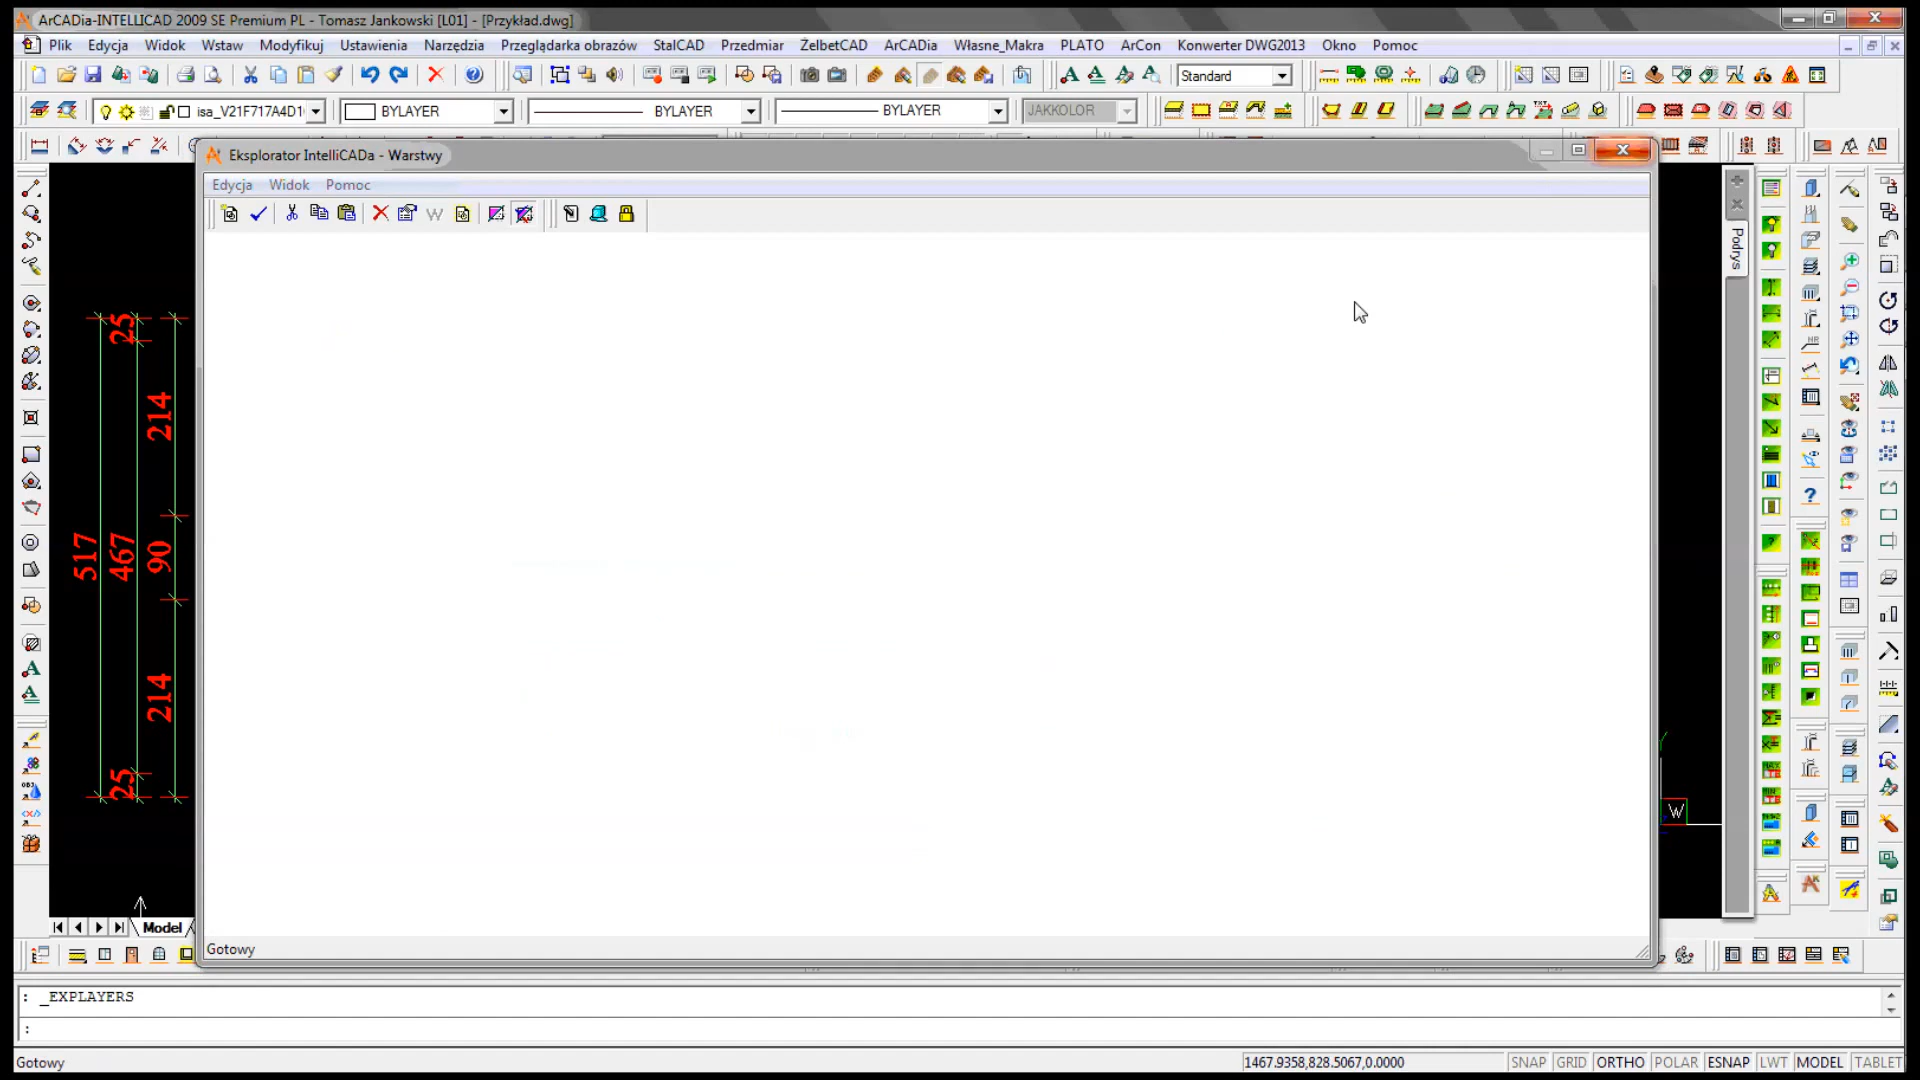 ArCADia-INTELLICAD 2009 SE Premium PL - Tomasz Jankowski [L01] - [Przykład.dwg]
Plik Edycja Widok Wstaw Modyfikuj Ustawienia Narzędzia Przeglądarka obrazów StalCAD Przedmiar ŻelbetCAD ArCADia Własne_Makra PLATO ArCon Konwerter DWG2013 Okno Pomoc
Standard
isa_V21F717A4D1 BYLAYER BYLAYER BYLAYER JAKKOLOR
Eksplorator IntelliCADa - Warstwy
Edycja Widok Pomoc
W
Podrys
25
214
517 467 90
214
25
W
Model
Gotowy
: _EXPLAYERS
:
Gotowy 1467.9358,828.5067,0.0000 SNAP GRID ORTHO POLAR ESNAP LWT MODEL TABLET